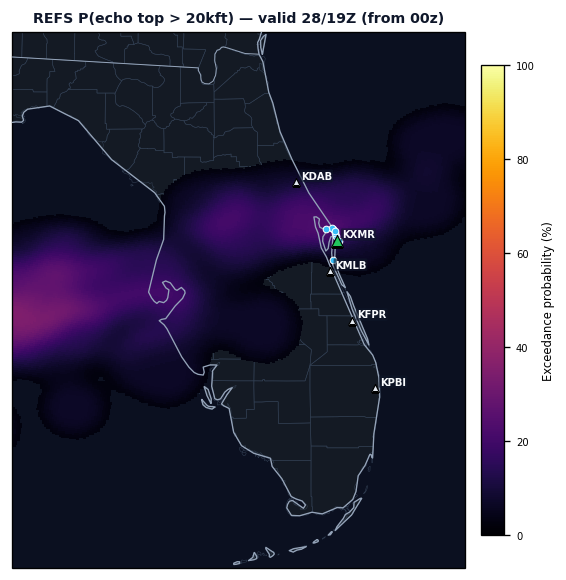 REFS P(echo top > 20kft) — valid 28/19Z (from 00z)
KDAB
KXMR
KMLB
KFPR
KPBI
100
80
60
40
20
0
Exceedance probability (%)